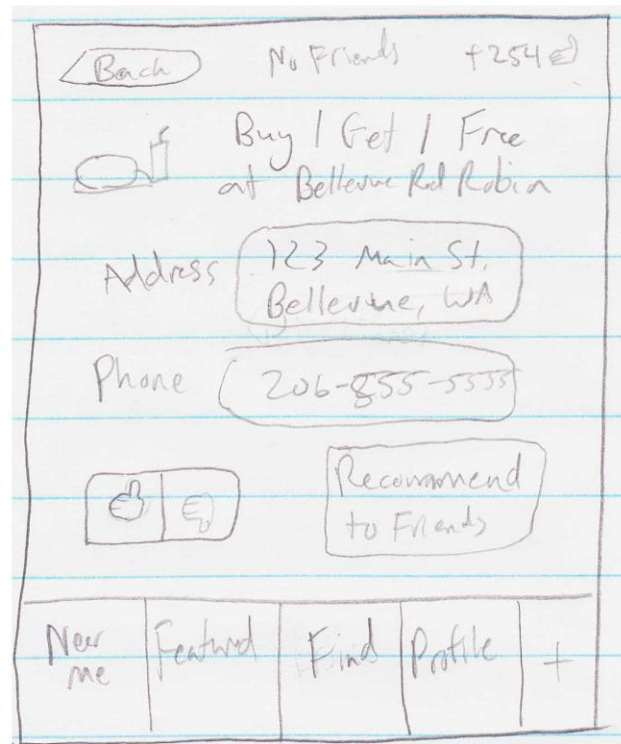 Back No Friends +254
Buy 1 Get 1 Free
at Bellevue Red Robin
Address 123 Main St.
Bellevue, WA
Phone 206-855-5555
Recommend
to Friends
Near me Featured Find Profile +